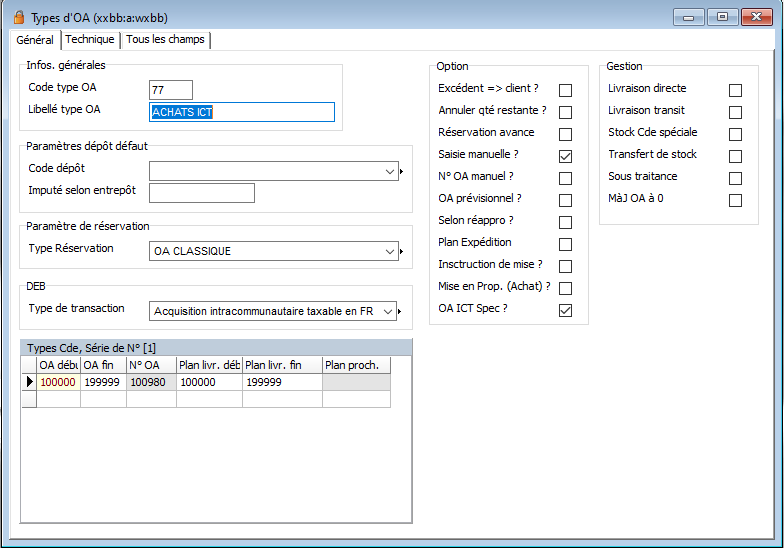 Types d'OA (xxbb:a:wxbb)
Général Technique Tous les champs
Infos. générales
Code type OA 77
Libellé type OA ACHATS ICT
Paramètres dépôt défaut
Code dépôt
Imputé selon entrepôt
Paramètre de réservation
Type Réservation OA CLASSIQUE
DEB
Type de transaction Acquisition intracommunautaire taxable en FR
Types Cde, Série de N° [1]
OA débu OA fin N° OA Plan livr. déb Plan livr. fin Plan proch.
100000 199999 100980 100000 199999
Option
Excédent => client ?
Annuler qté restante ?
Réservation avance
Saisie manuelle ?
N° OA manuel ?
OA prévisionnel ?
Selon réappro ?
Plan Expédition
Insctruction de mise ?
Mise en Prop. (Achat) ?
OA ICT Spec ?
Gestion
Livraison directe
Livraison transit
Stock Cde spéciale
Transfert de stock
Sous traitance
MàJ OA à 0